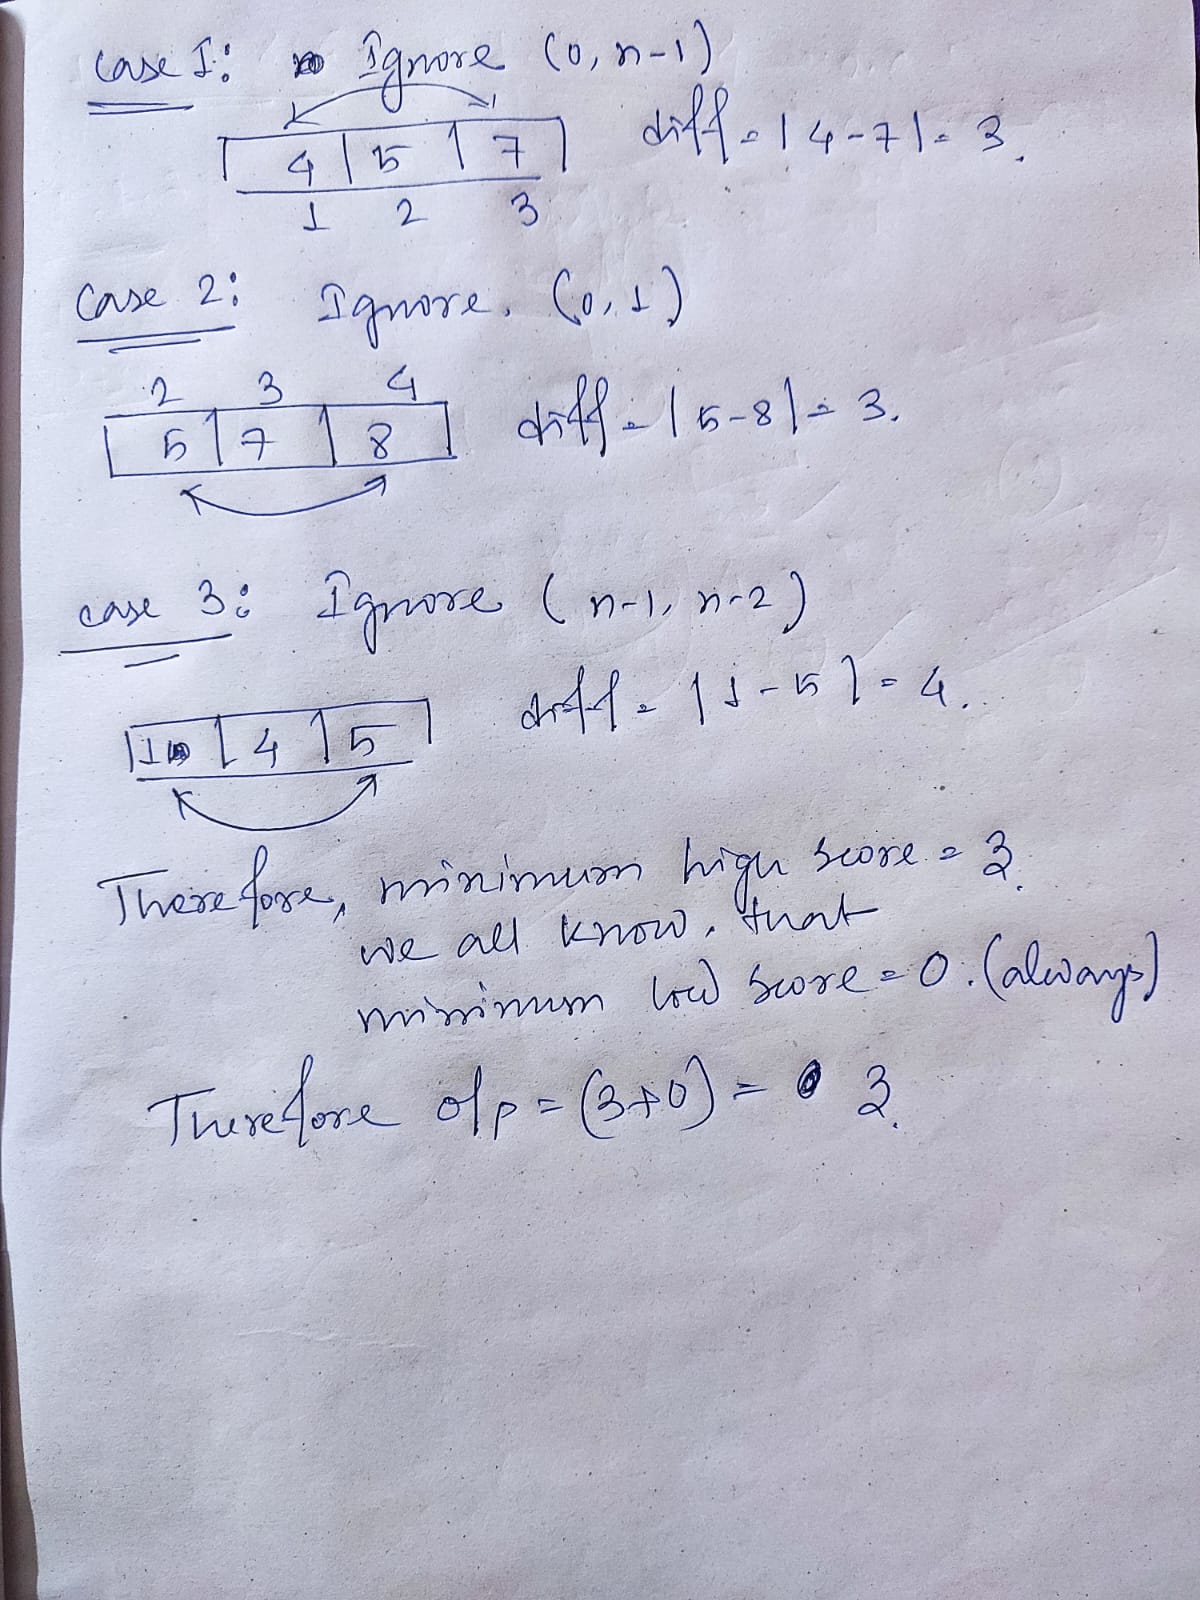 Case 1: Ignore (0, n-1)
4 | 5 | 7 diff = |4-7| = 3.
1 2 3
Case 2: Ignore. (0, 1)
2 3 4
5 | 7 | 8 diff = |5-8| = 3.
case 3: Ignore (n-1, n-2)
diff = |1-5| = 4.
1 | 4 | 5
Therefore, minimum high score = 3.
we all know, that
minimum low score = 0. (always)
Therefore o/p = (3+0) = 3.